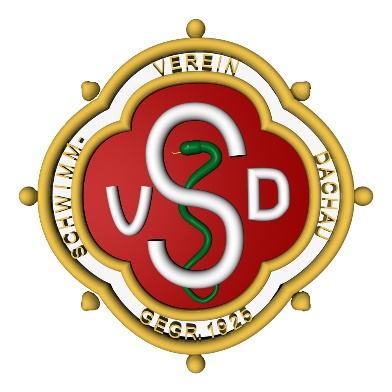 SCHWIMM-
VEREIN
DACHAU
V S D
GEGR. 1925